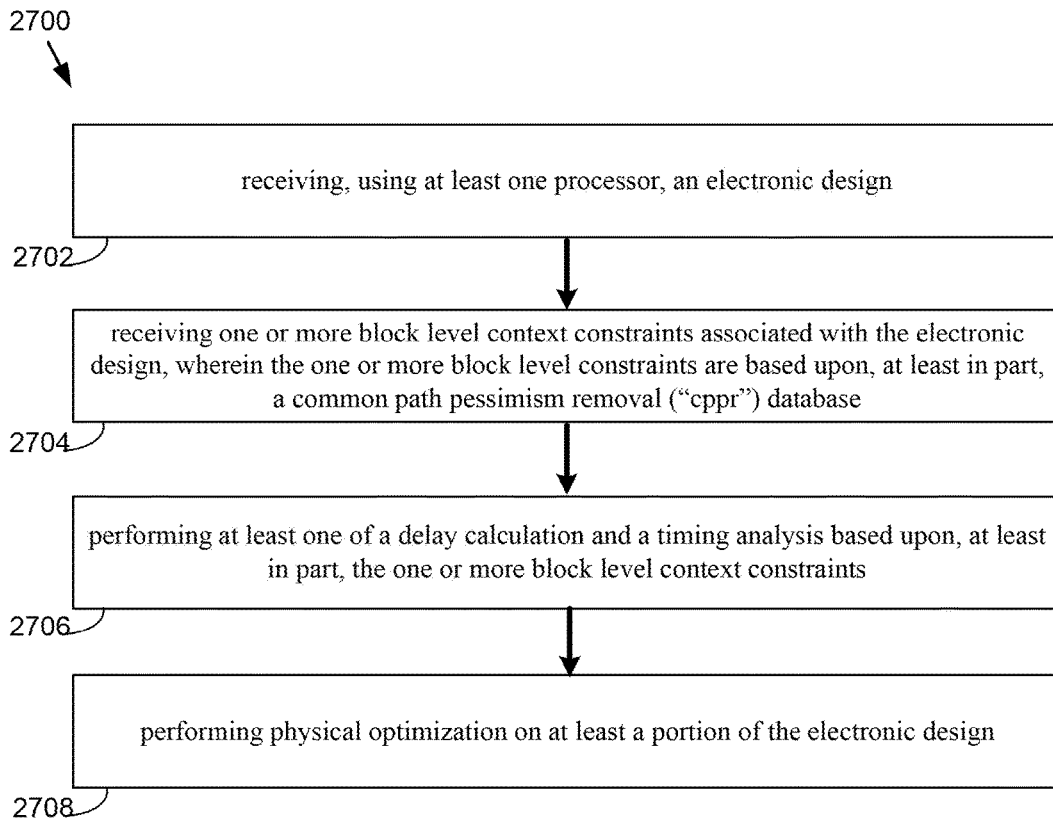 2700
receiving, using at least one processor, an electronic design
2702
receiving one or more block level context constraints associated with the electronic
design, wherein the one or more block level constraints are based upon, at least in part,
a common path pessimism removal (“cppr”) database
2704
performing at least one of a delay calculation and a timing analysis based upon, at least
in part, the one or more block level context constraints
2706
performing physical optimization on at least a portion of the electronic design
2708